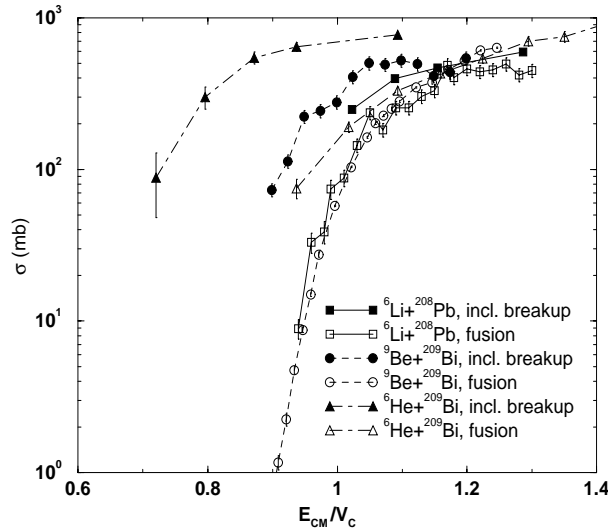 10³
10²
10¹
10⁰
σ (mb)
⁶Li+²⁰⁸Pb, incl. breakup
⁶Li+²⁰⁸Pb, fusion
⁹Be+²⁰⁹Bi, incl. breakup
⁹Be+²⁰⁹Bi, fusion
⁶He+²⁰⁹Bi, incl. breakup
⁶He+²⁰⁹Bi, fusion
0.6 0.8 1 1.2 1.4
E_CM/V_C